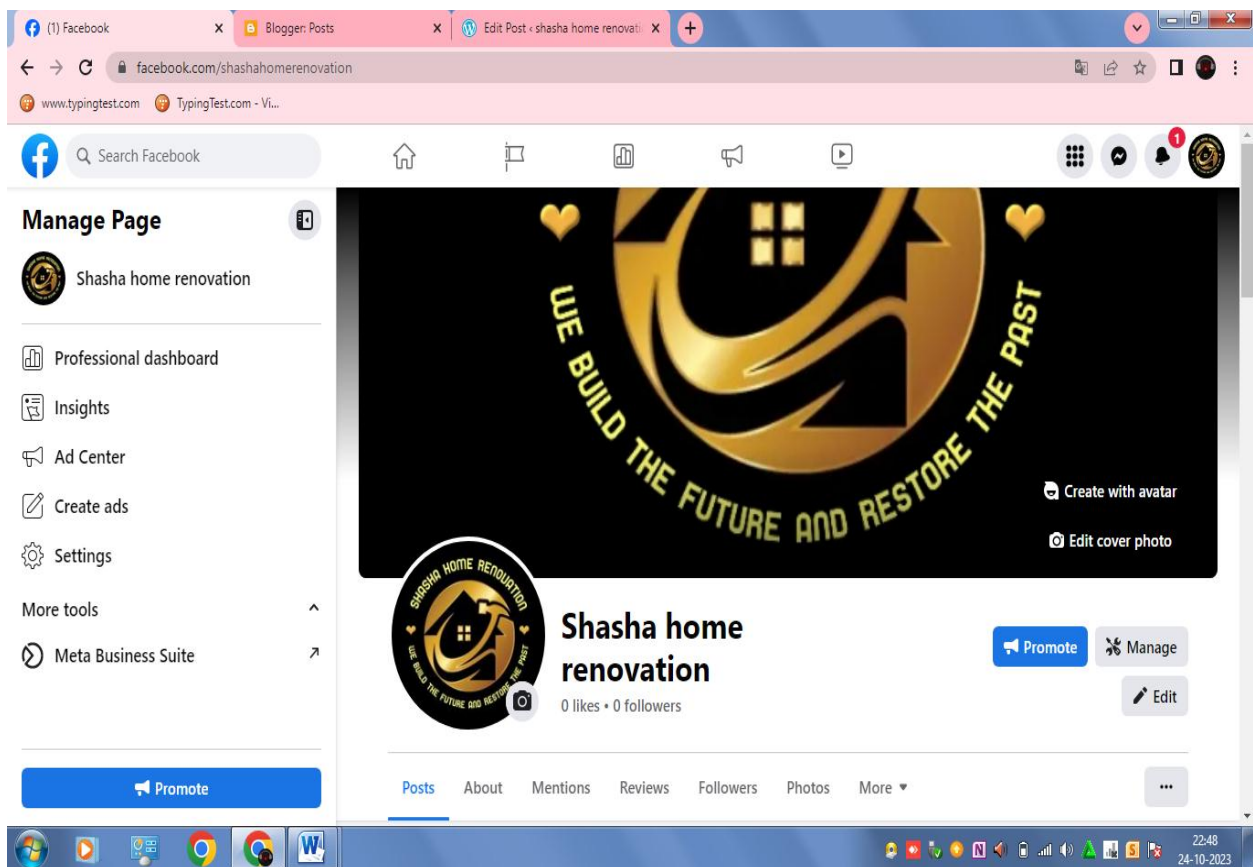 (1) Facebook
Blogger: Posts
Edit Post ‹ shasha home renovati
facebook.com/shashahomerenovation
www.typingtest.com
TypingTest.com - Vi...
Search Facebook
1
Manage Page
Shasha home renovation
Professional dashboard
Insights
Ad Center
Create ads
Settings
More tools
Meta Business Suite
Promote
WE BUILD THE FUTURE AND RESTORE THE PAST
Create with avatar
Edit cover photo
SHASHA HOME RENOVATION
WE BUILD THE FUTURE AND RESTORE THE PAST
Shasha home
renovation
0 likes • 0 followers
Promote
Manage
Edit
Posts About Mentions Reviews Followers Photos More
22:48
24-10-2023